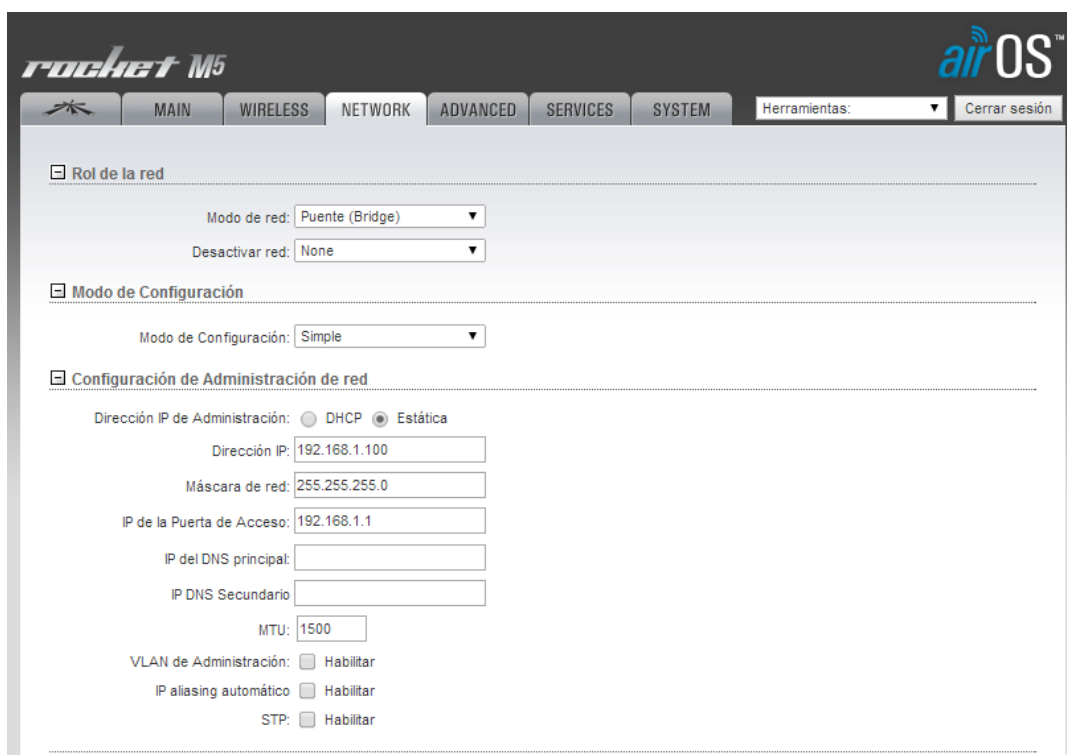 rocket M5
airOS™
MAIN WIRELESS NETWORK ADVANCED SERVICES SYSTEM Herramientas: Cerrar sesión
Rol de la red
Modo de red: Puente (Bridge)
Desactivar red: None
Modo de Configuración
Modo de Configuración: Simple
Configuración de Administración de red
Dirección IP de Administración: DHCP Estática
Dirección IP: 192.168.1.100
Máscara de red: 255.255.255.0
IP de la Puerta de Acceso: 192.168.1.1
IP del DNS principal:
IP DNS Secundario
MTU: 1500
VLAN de Administración: Habilitar
IP aliasing automático Habilitar
STP: Habilitar